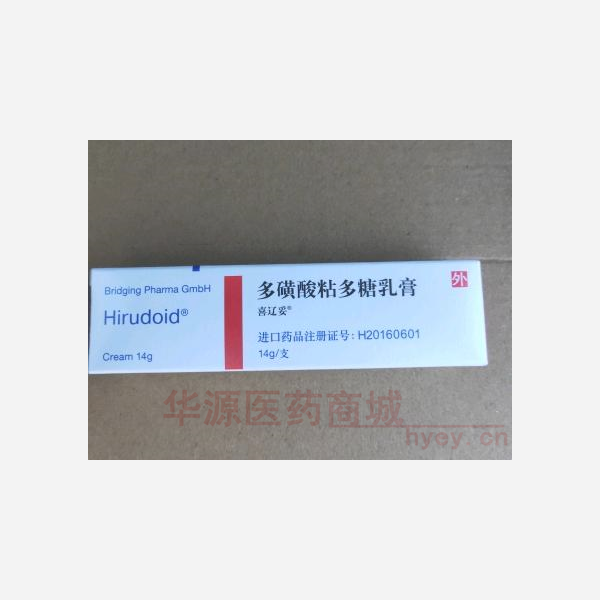 Bridging Pharma GmbH
Hirudoid®
Cream 14g
多磺酸粘多糖乳膏
喜辽妥®
进口药品注册证号：H20160601
14g/支
外
华源医药商城
hyey.cn